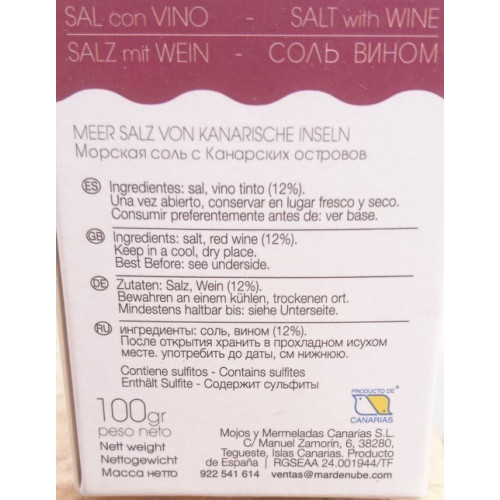 SAL con VINO - SALT with WINE
SALZ mit WEIN - СОЛЬ ВИНОМ
MEER SALZ VON KANARISCHE INSELN
Морская соль с Канарских островов
ES Ingredientes: sal, vino tinto (12%).
Una vez abierto, conservar en lugar fresco y seco.
Consumir preferentemente antes de: ver base.
GB Ingredients: salt, red wine (12%).
Keep in a cool, dry place.
Best Before: see underside.
DE Zutaten: Salz, Wein (12%).
Bewahren an einem kühlen, trockenen ort.
Mindestens haltbar bis: siehe Unterseite.
RU ингредиенты: соль, вином (12%).
После открытия хранить в прохладном исухом
месте. употребить до даты, см нижнюю.
Contiene sulfitos - Contains sulfites
Enthält Sulfite - Содержит сульфиты
100gr
peso neto
Nett weight
Nettogewicht
Масса нетто
PRODUCTO DE
CANARIAS
Mojos y Mermeladas Canarias S.L.
C/ Manuel Zamorín, 6, 38280,
Tegueste, Islas Canarias. Producto
de España | RGSEAA 24.001944/TF
922 541 614 ventas@mardenube.com